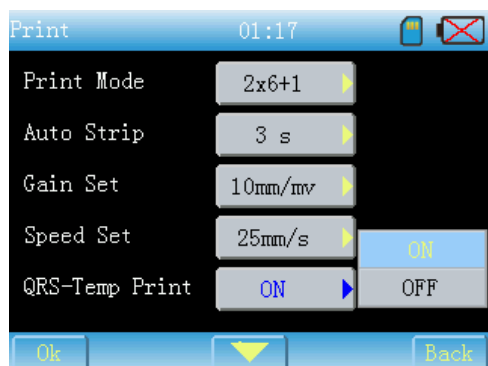 Print 01:17
Print Mode 2x6+1
Auto Strip 3 s
Gain Set 10mm/mv
Speed Set 25mm/s
ON
QRS-Temp Print ON OFF
Ok Back